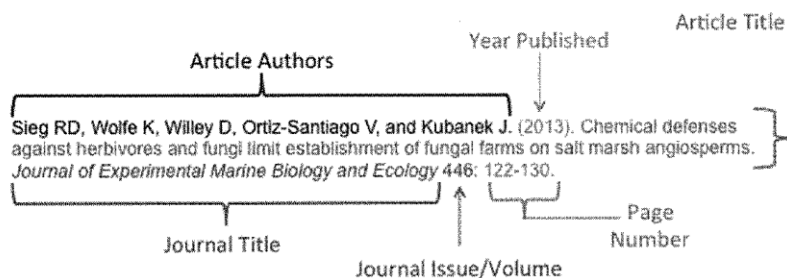 Article Title
Year Published
Article Authors
Sieg RD, Wolfe K, Willey D, Ortiz-Santiago V, and Kubanek J. (2013). Chemical defenses
against herbivores and fungi limit establishment of fungal farms on salt marsh angiosperms.
Journal of Experimental Marine Biology and Ecology 446: 122-130.
Journal Title
Page
Number
Journal Issue/Volume